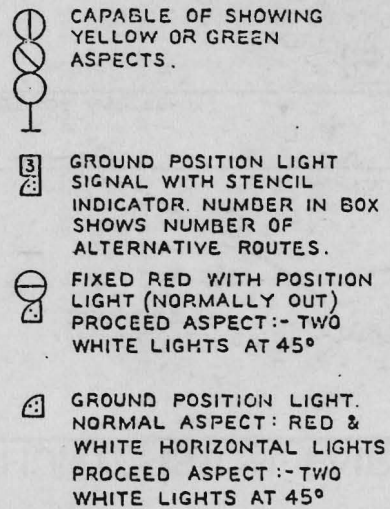 CAPABLE OF SHOWING
YELLOW OR GREEN
ASPECTS.
3
GROUND POSITION LIGHT
SIGNAL WITH STENCIL
INDICATOR. NUMBER IN BOX
SHOWS NUMBER OF
ALTERNATIVE ROUTES.
FIXED RED WITH POSITION
LIGHT (NORMALLY OUT)
PROCEED ASPECT:- TWO
WHITE LIGHTS AT 45°
GROUND POSITION LIGHT.
NORMAL ASPECT: RED &
WHITE HORIZONTAL LIGHTS
PROCEED ASPECT:- TWO
WHITE LIGHTS AT 45°